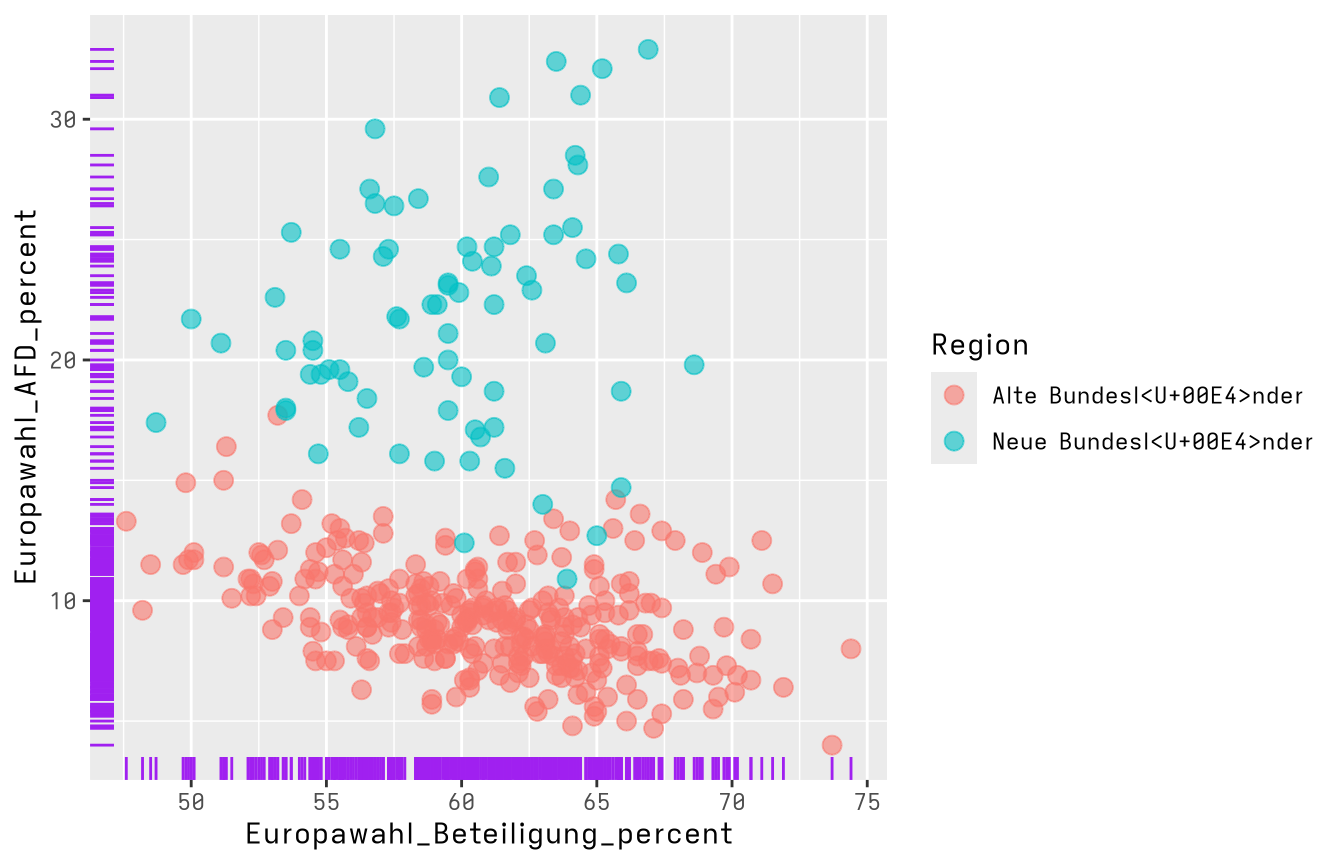 Europawahl_AFD_percent
30
20
10
50 55 60 65 70 75
Europawahl_Beteiligung_percent
Region
Alte Bundesl<U+00E4>nder
Neue Bundesl<U+00E4>nder